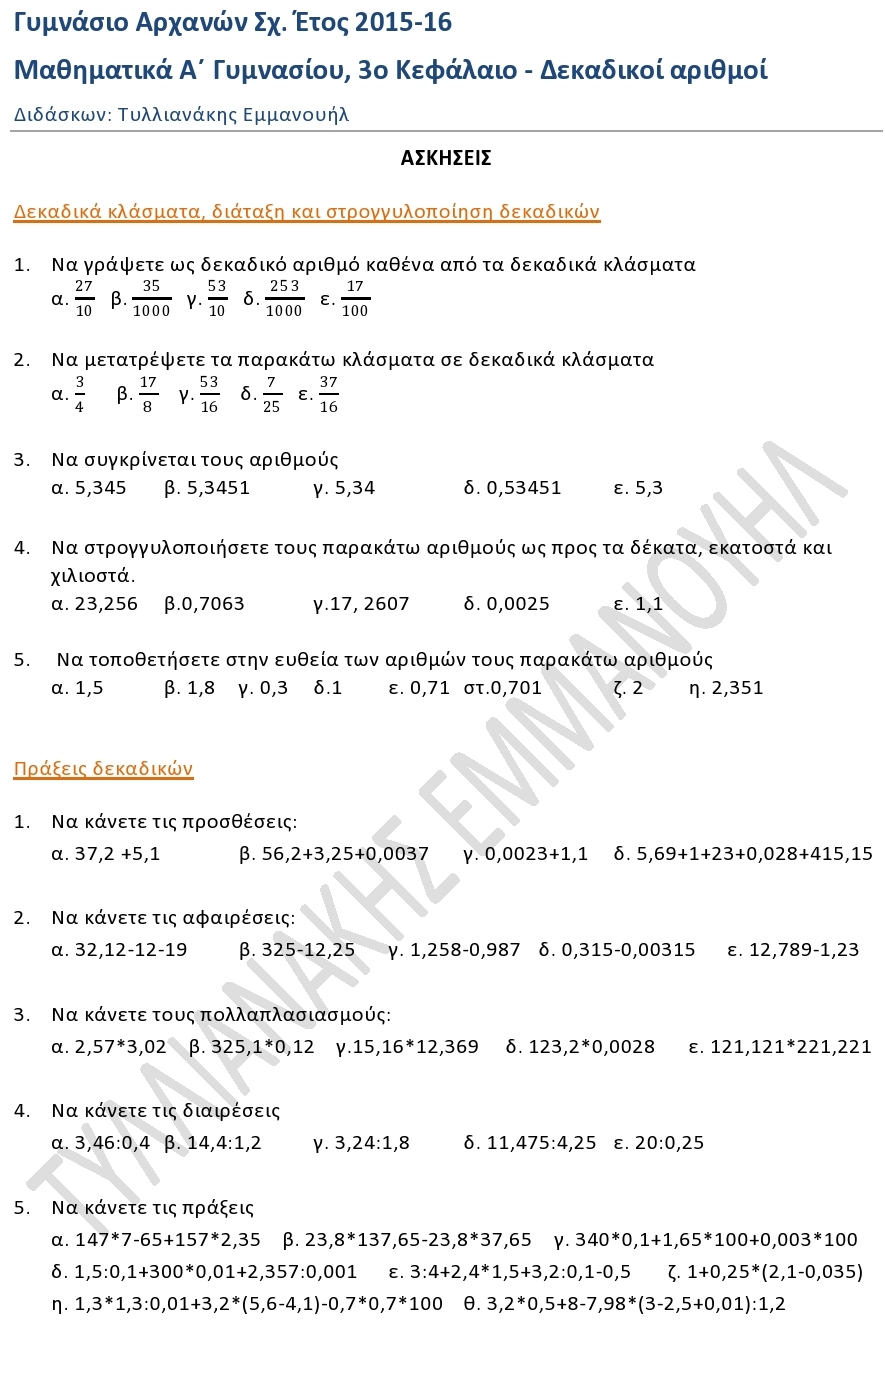 Γυμνάσιο Αρχανών Σχ. Έτος 2015-16
Μαθηματικά Α΄ Γυμνασίου, 3ο Κεφάλαιο - Δεκαδικοί αριθμοί
Διδάσκων: Τυλλιανάκης Εμμανουήλ
ΑΣΚΗΣΕΙΣ
Δεκαδικά κλάσματα, διάταξη και στρογγυλοποίηση δεκαδικών
1. Να γράψετε ως δεκαδικό αριθμό καθένα από τα δεκαδικά κλάσματα
α. 27/10 β. 35/1000 γ. 53/10 δ. 253/1000 ε. 17/100
2. Να μετατρέψετε τα παρακάτω κλάσματα σε δεκαδικά κλάσματα
α. 3/4 β. 17/8 γ. 53/16 δ. 7/25 ε. 37/16
3. Να συγκρίνεται τους αριθμούς
α. 5,345 β. 5,3451 γ. 5,34 δ. 0,53451 ε. 5,3
4. Να στρογγυλοποιήσετε τους παρακάτω αριθμούς ως προς τα δέκατα, εκατοστά και
χιλιοστά.
α. 23,256 β.0,7063 γ.17, 2607 δ. 0,0025 ε. 1,1
5. Να τοποθετήσετε στην ευθεία των αριθμών τους παρακάτω αριθμούς
α. 1,5 β. 1,8 γ. 0,3 δ.1 ε. 0,71 στ.0,701 ζ. 2 η. 2,351
Πράξεις δεκαδικών
1. Να κάνετε τις προσθέσεις:
α. 37,2 +5,1 β. 56,2+3,25+0,0037 γ. 0,0023+1,1 δ. 5,69+1+23+0,028+415,15
2. Να κάνετε τις αφαιρέσεις:
α. 32,12-12-19 β. 325-12,25 γ. 1,258-0,987 δ. 0,315-0,00315 ε. 12,789-1,23
3. Να κάνετε τους πολλαπλασιασμούς:
α. 2,57*3,02 β. 325,1*0,12 γ.15,16*12,369 δ. 123,2*0,0028 ε. 121,121*221,221
4. Να κάνετε τις διαιρέσεις
α. 3,46:0,4 β. 14,4:1,2 γ. 3,24:1,8 δ. 11,475:4,25 ε. 20:0,25
5. Να κάνετε τις πράξεις
α. 147*7-65+157*2,35 β. 23,8*137,65-23,8*37,65 γ. 340*0,1+1,65*100+0,003*100
δ. 1,5:0,1+300*0,01+2,357:0,001 ε. 3:4+2,4*1,5+3,2:0,1-0,5 ζ. 1+0,25*(2,1-0,035)
η. 1,3*1,3:0,01+3,2*(5,6-4,1)-0,7*0,7*100 θ. 3,2*0,5+8-7,98*(3-2,5+0,01):1,2
ΤΥΛΛΙΑΝΑΚΗΣ ΕΜΜΑΝΟΥΗΛ